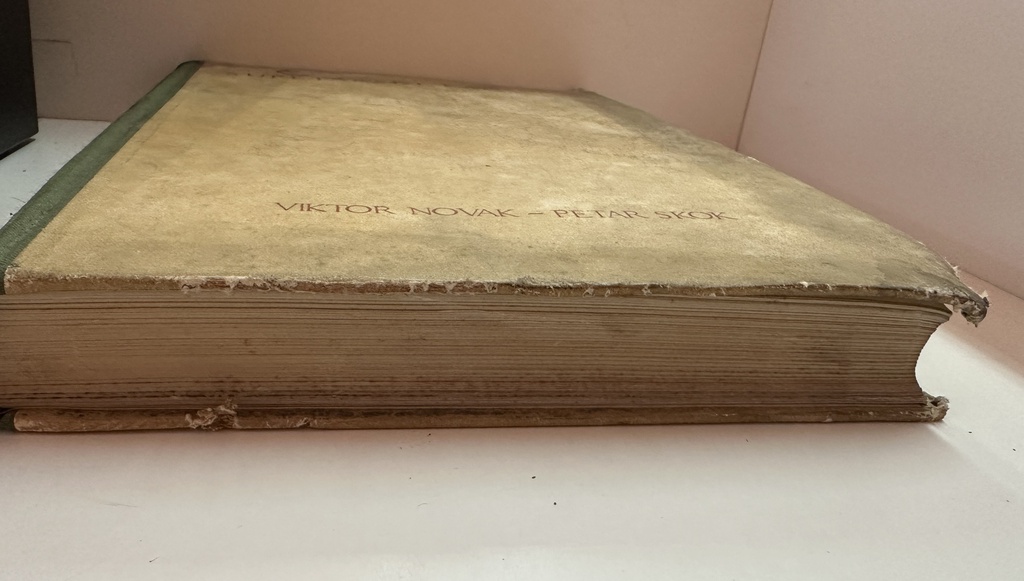 VIKTOR NOVAK – PETAR SKOK